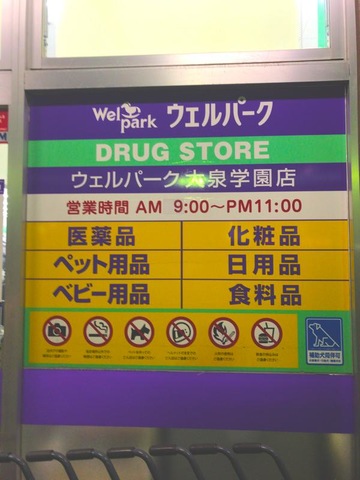 Welpark ウェルパーク
DRUG STORE
ウェルパーク大泉学園店
営業時間 AM 9:00～PM11:00
医薬品 化粧品
ペット用品 日用品
ベビー用品 食料品
補助犬同伴可